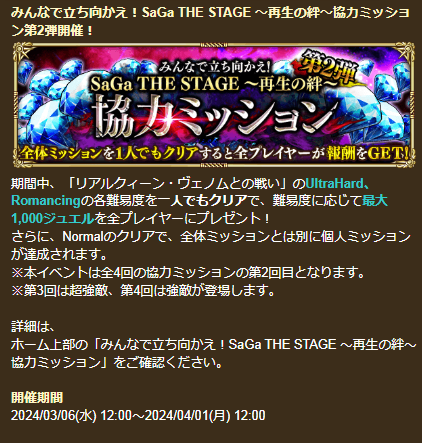 みんなで立ち向かえ！SaGa THE STAGE ～再生の絆～協力ミッショ
ン第2弾開催！
第2弾
みんなで立ち向かえ！
SaGa THE STAGE ～再生の絆～
協力ミッション
全体ミッションを1人でもクリアすると全プレイヤーが報酬をGET！
期間中、「リアルクィーン・ヴェノムとの戦い」のUltraHard、
Romancingの各難易度を一人でもクリアで、難易度に応じて最大
1,000ジュエルを全プレイヤーにプレゼント！
さらに、Normalのクリアで、全体ミッションとは別に個人ミッション
が達成されます。
※本イベントは全4回の協力ミッションの第2回目となります。
※第3回は超強敵、第4回は強敵が登場します。
詳細は、
ホーム上部の「みんなで立ち向かえ！SaGa THE STAGE ～再生の絆～
協力ミッション」をご確認ください。
開催期間
2024/03/06(水) 12:00～2024/04/01(月) 12:00